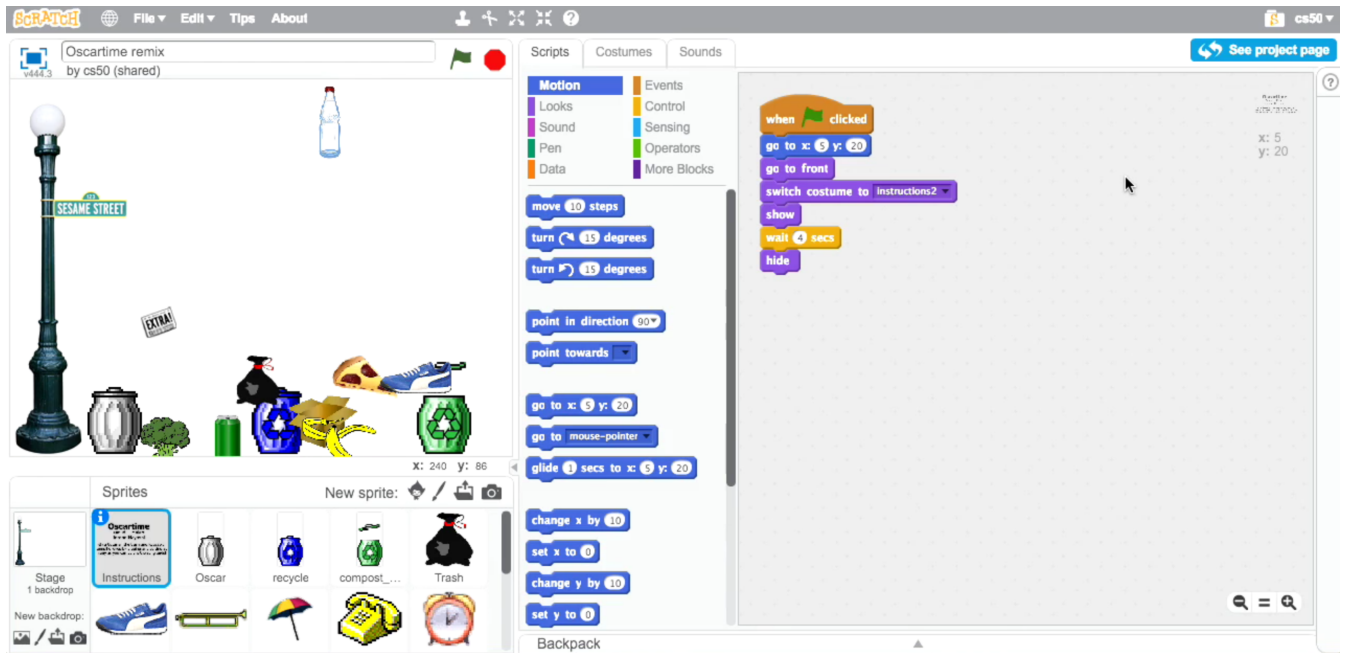 SCRATCH File Edit Tips About cs50
v444.3 Oscartime remix
by cs50 (shared)
Scripts Costumes Sounds
See project page
SESAME STREET
EXTRA!
X: 240 y: 86
Motion Events
Looks Control
Sound Sensing
Pen Operators
Data More Blocks
move 10 steps
turn 15 degrees
turn 15 degrees
point in direction 90
point towards
go to x: 5 y: 20
go to mouse-pointer
glide 1 secs to x: 5 y: 20
change x by 10
set x to 0
change y by 10
set y to 0
when clicked
go to x: 5 y: 20
go to front
switch costume to instructions2
show
wait 4 secs
hide
x: 5
y: 20
Sprites New sprite:
Oscartime
Instructions Oscar recycle compost_... Trash
Stage
1 backdrop
New backdrop:
Backpack